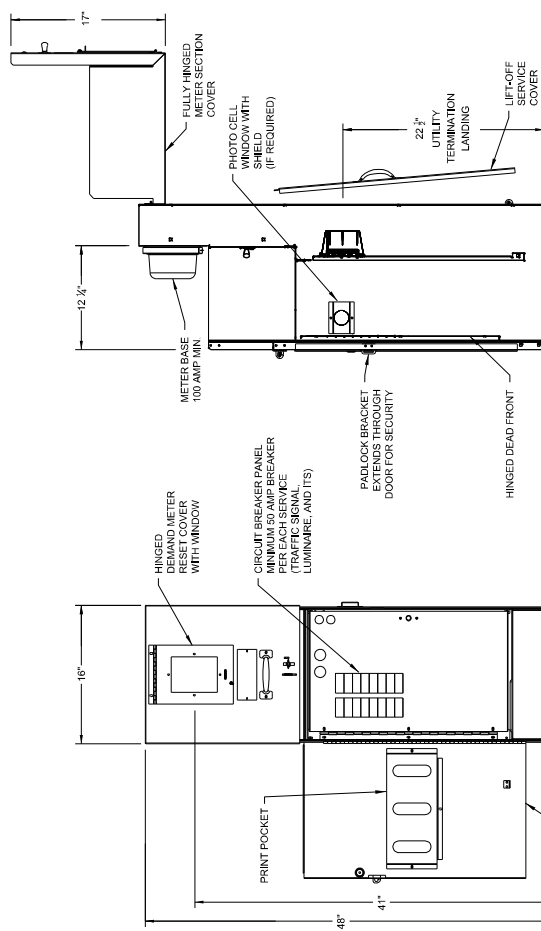 17"
FULLY HINGED
METER SECTION
COVER
PHOTO CELL
WINDOW WITH
SHIELD
(IF REQUIRED)
22 ½"
UTILITY
TERMINATION
LANDING
LIFT-OFF
SERVICE
COVER
12 ¼"
METER BASE
100 AMP MIN.
PADLOCK BRACKET
EXTENDS THROUGH
DOOR FOR SECURITY
HINGED DEAD FRONT
HINGED
DEMAND METER
RESET COVER
WITH WINDOW
CIRCUIT BREAKER PANEL
MINIMUM 50 AMP BREAKER
PER EACH SERVICE
(TRAFFIC SIGNAL,
LUMINAIRE, AND ITS)
16"
PRINT POCKET
41"
48"